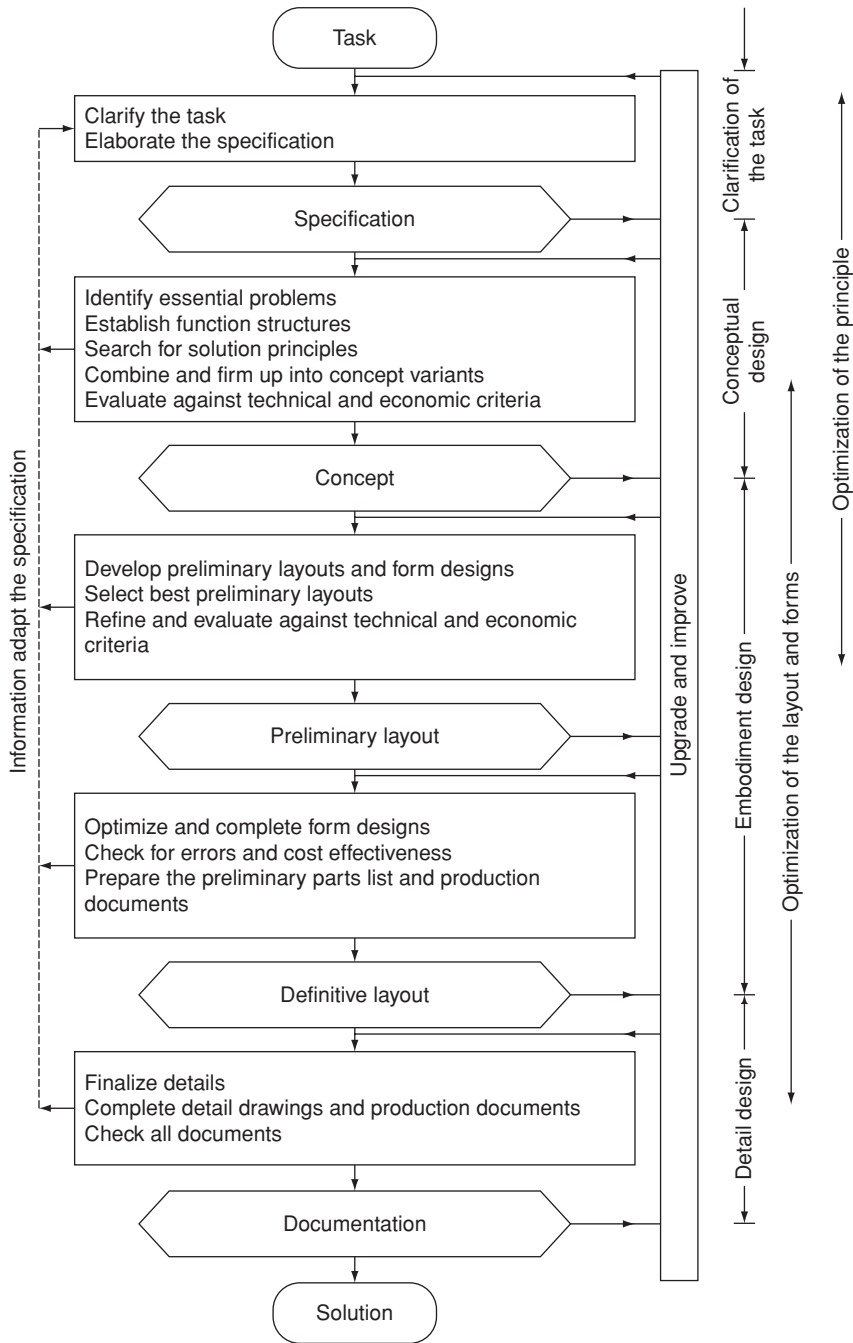 Task
Clarify the task
Elaborate the specification
Specification
Identify essential problems
Establish function structures
Search for solution principles
Combine and firm up into concept variants
Evaluate against technical and economic criteria
Concept
Develop preliminary layouts and form designs
Select best preliminary layouts
Refine and evaluate against technical and economic
criteria
Preliminary layout
Optimize and complete form designs
Check for errors and cost effectiveness
Prepare the preliminary parts list and production
documents
Definitive layout
Finalize details
Complete detail drawings and production documents
Check all documents
Documentation
Solution
Information adapt the specification
Upgrade and improve
Clarification of
the task
Conceptual
design
Embodiment design
Detail design
Optimization of the layout and forms
Optimization of the principle